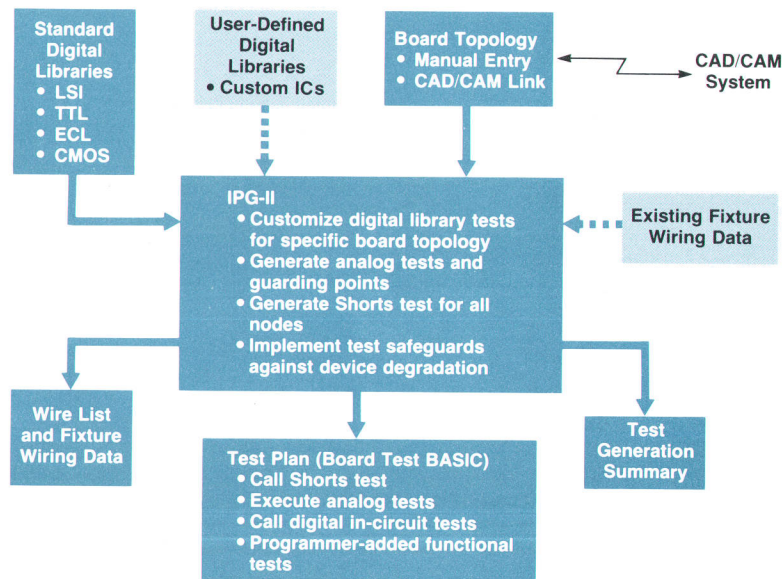 Standard
Digital
Libraries
• LSI
• TTL
• ECL
• CMOS
User-Defined
Digital
Libraries
• Custom ICs
Board Topology
• Manual Entry
• CAD/CAM Link
CAD/CAM
System
IPG-II
• Customize digital library tests
for specific board topology
• Generate analog tests and
guarding points
• Generate Shorts test for all
nodes
• Implement test safeguards
against device degradation
Existing Fixture
Wiring Data
Wire List
and Fixture
Wiring Data
Test Plan (Board Test BASIC)
• Call Shorts test
• Execute analog tests
• Call digital in-circuit tests
• Programmer-added functional
tests
Test
Generation
Summary